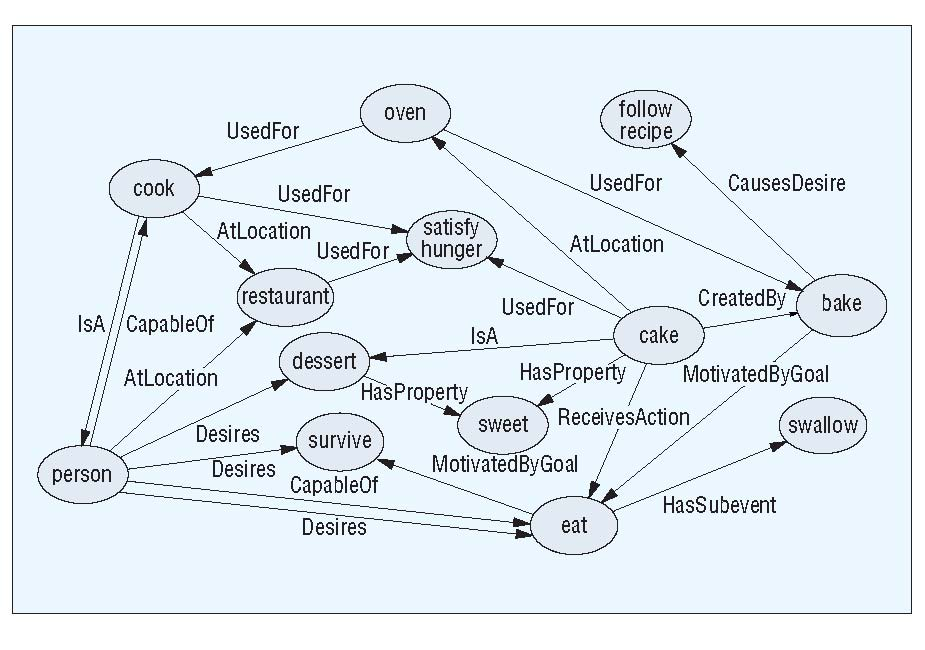 oven
follow
recipe
UsedFor
cook
UsedFor
UsedFor
CausesDesire
AtLocation
satisfy
hunger
AtLocation
UsedFor
restaurant
CreatedBy
bake
UsedFor
IsA
CapableOf
IsA
cake
dessert
AtLocation
HasProperty
MotivatedByGoal
HasProperty
ReceivesAction
sweet
swallow
Desires
survive
MotivatedByGoal
person
Desires
CapableOf
HasSubevent
Desires
eat